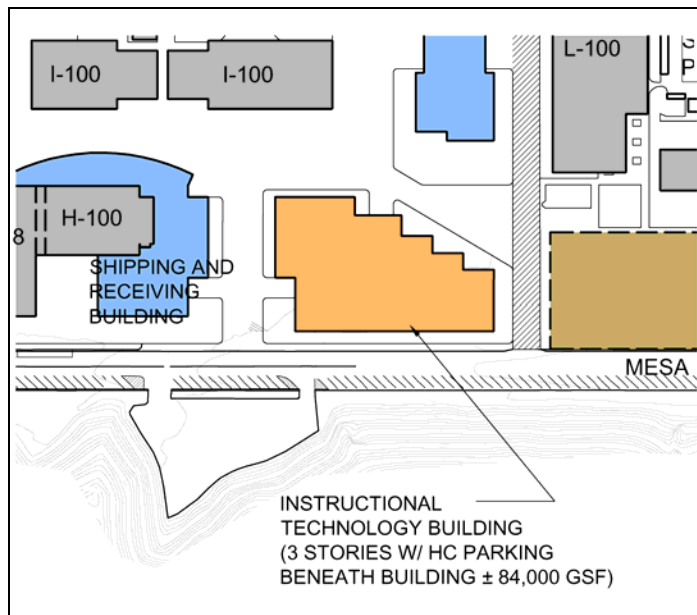 I-100
I-100
L-100
S
P
H-100
8
SHIPPING AND
RECEIVING
BUILDING
MESA
INSTRUCTIONAL
TECHNOLOGY BUILDING
(3 STORIES W/ HC PARKING
BENEATH BUILDING ± 84,000 GSF)